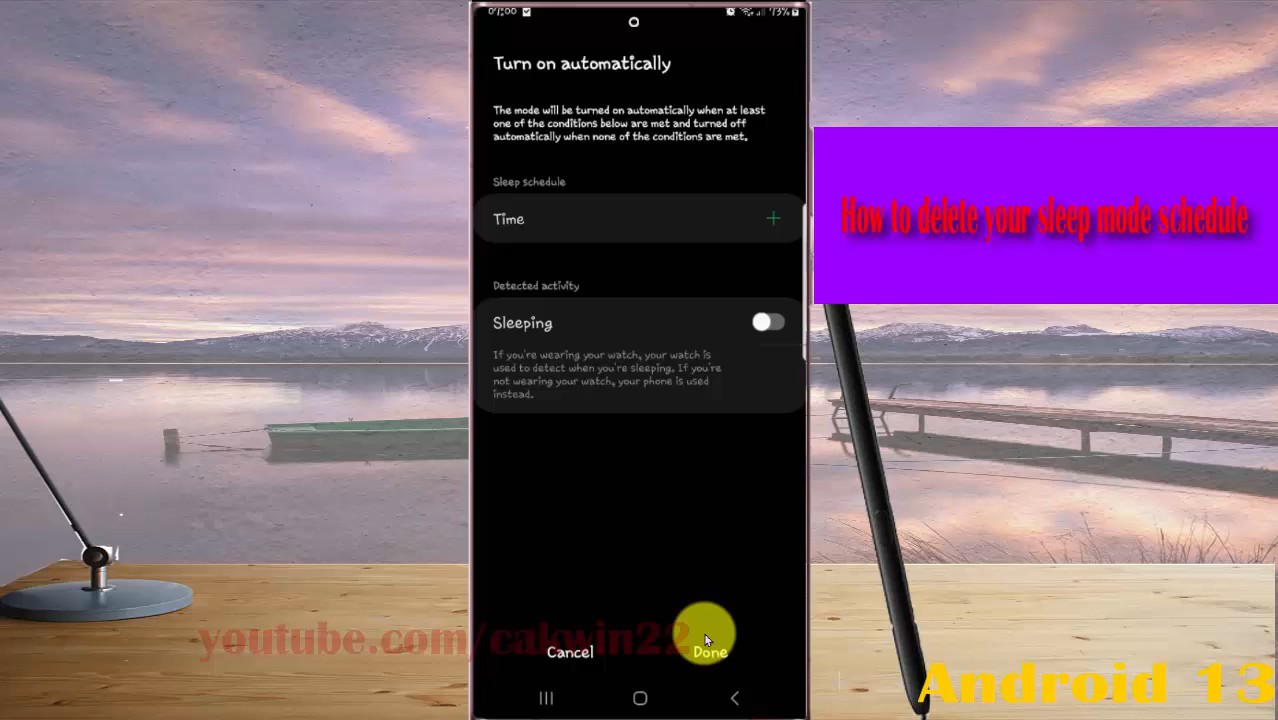 07:00
73%
Turn on automatically
The mode will be turned on automatically when at least
one of the conditions below are met and turned off
automatically when none of the conditions are met.
Sleep schedule
Time
How to delete your sleep mode schedule
Detected activity
Sleeping
If you're wearing your watch, your watch is
used to detect when you're sleeping. If you're
not wearing your watch, your phone is used
instead.
youtube.com/cakwin22
Cancel
Done
Android 13